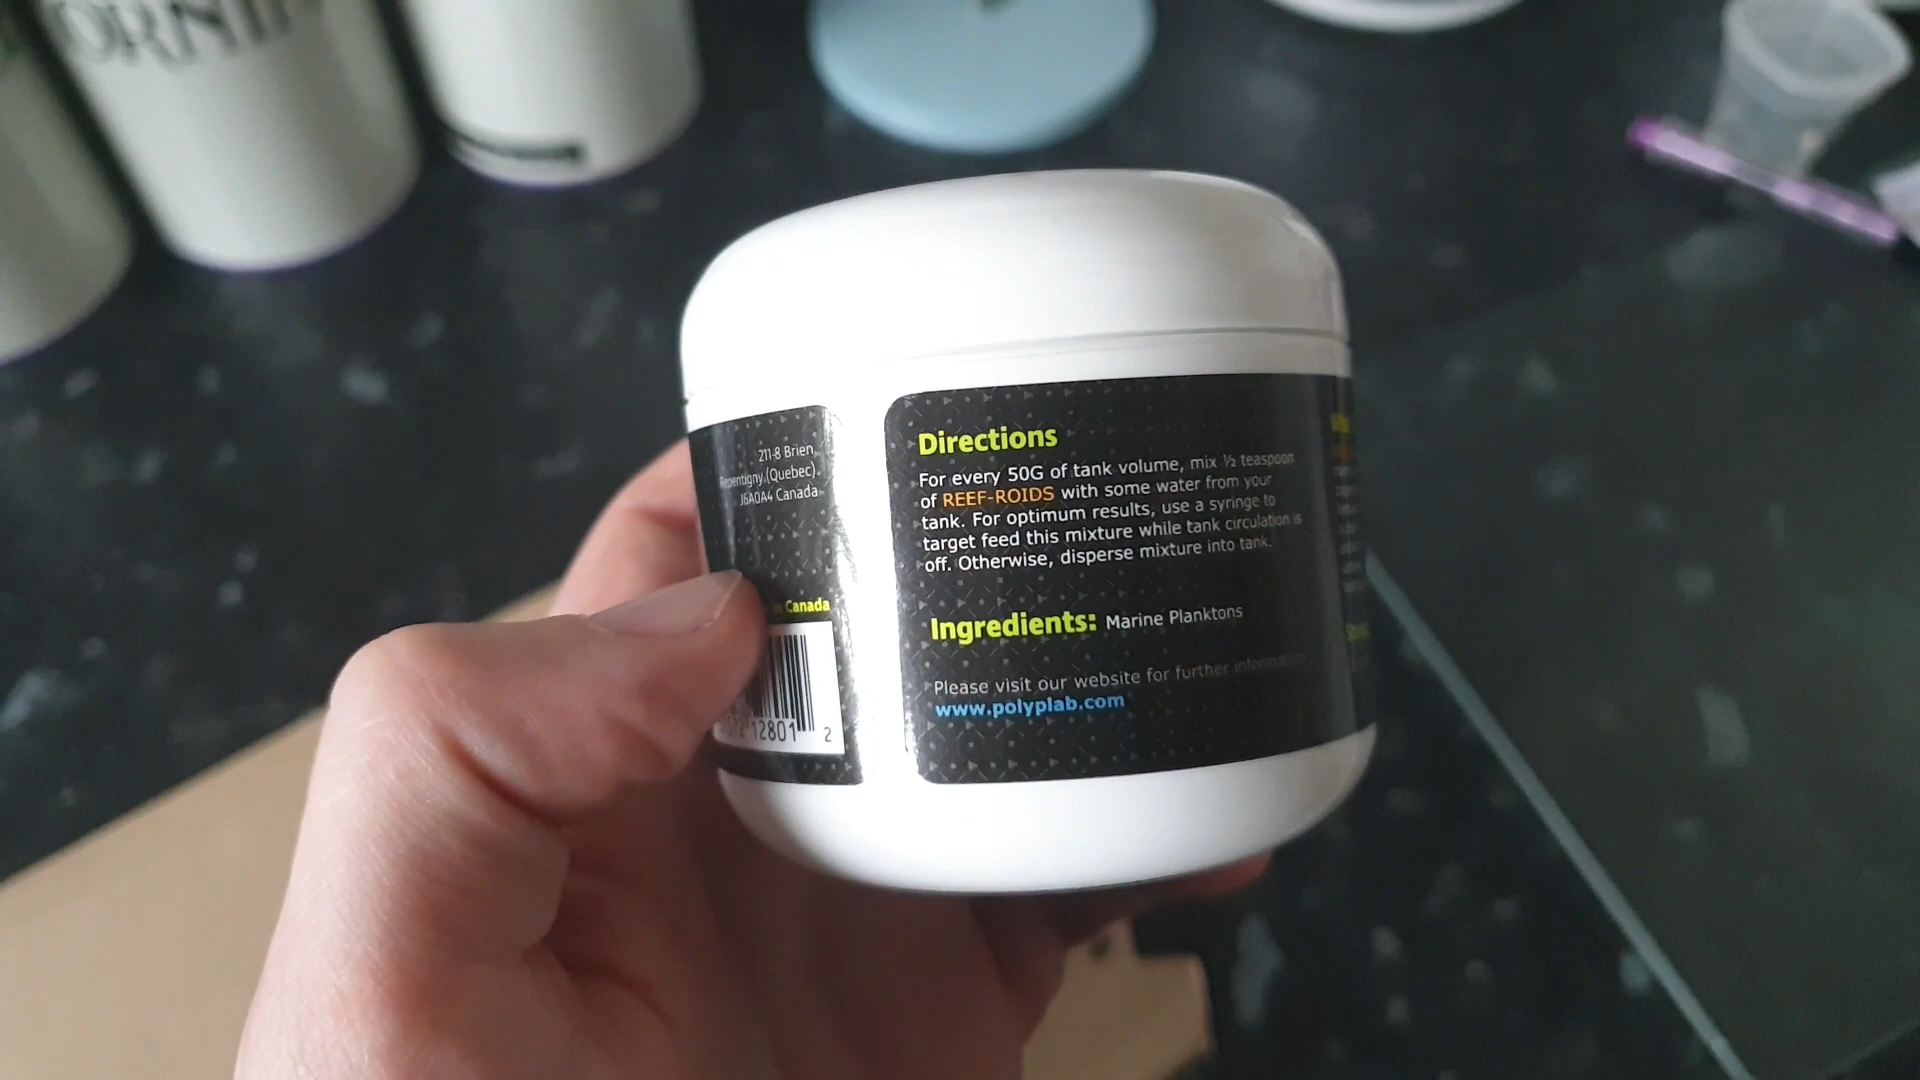 211-8 Brien,
Repentigny,(Quebec).
J6A0A4 Canada
in Canada
12801 2
Directions
For every 50G of tank volume, mix ½ teaspoon
of REEF-ROIDS with some water from your
tank. For optimum results, use a syringe to
target feed this mixture while tank circulation is
off. Otherwise, disperse mixture into tank.
Ingredients: Marine Planktons
Please visit our website for further information
www.polyplab.com